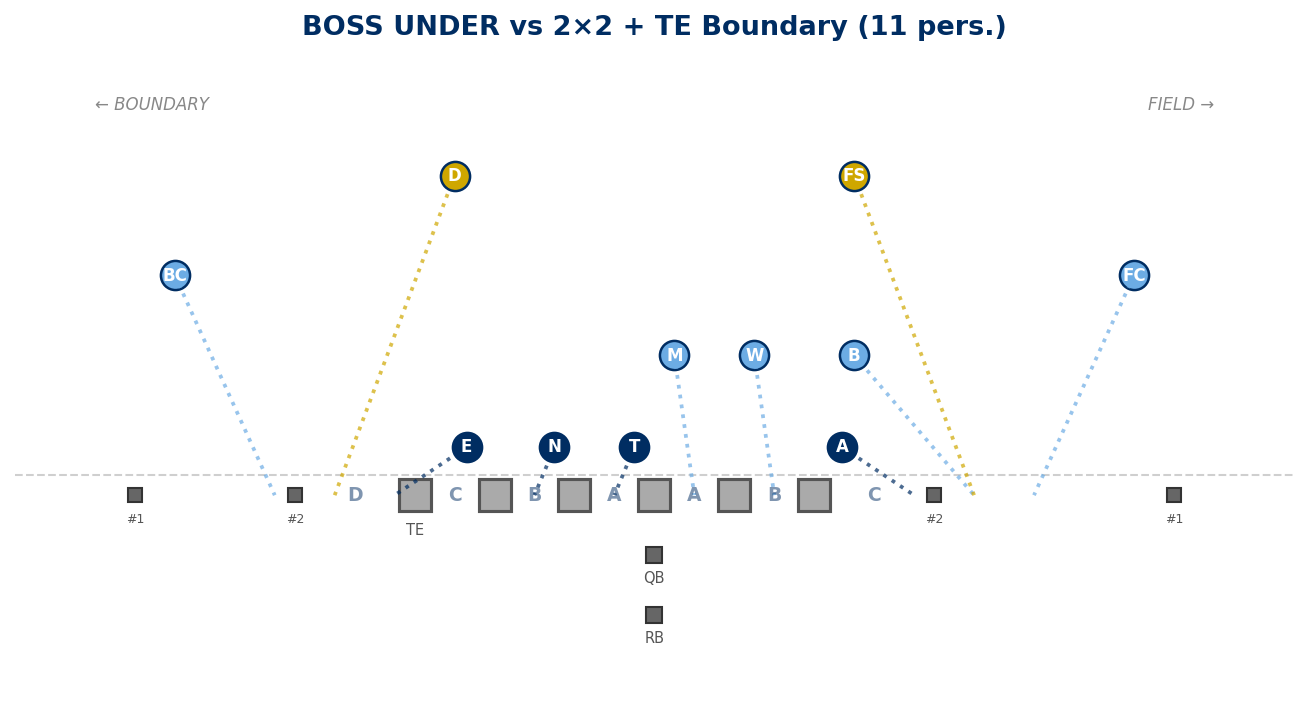 BOSS UNDER vs 2×2 + TE Boundary (11 pers.)
← BOUNDARY
FIELD →
D
FS
BC
FC
M
W
B
E
N
T
A
D
C
B
A
A
B
C
#1
#2
#2
#1
TE
QB
RB